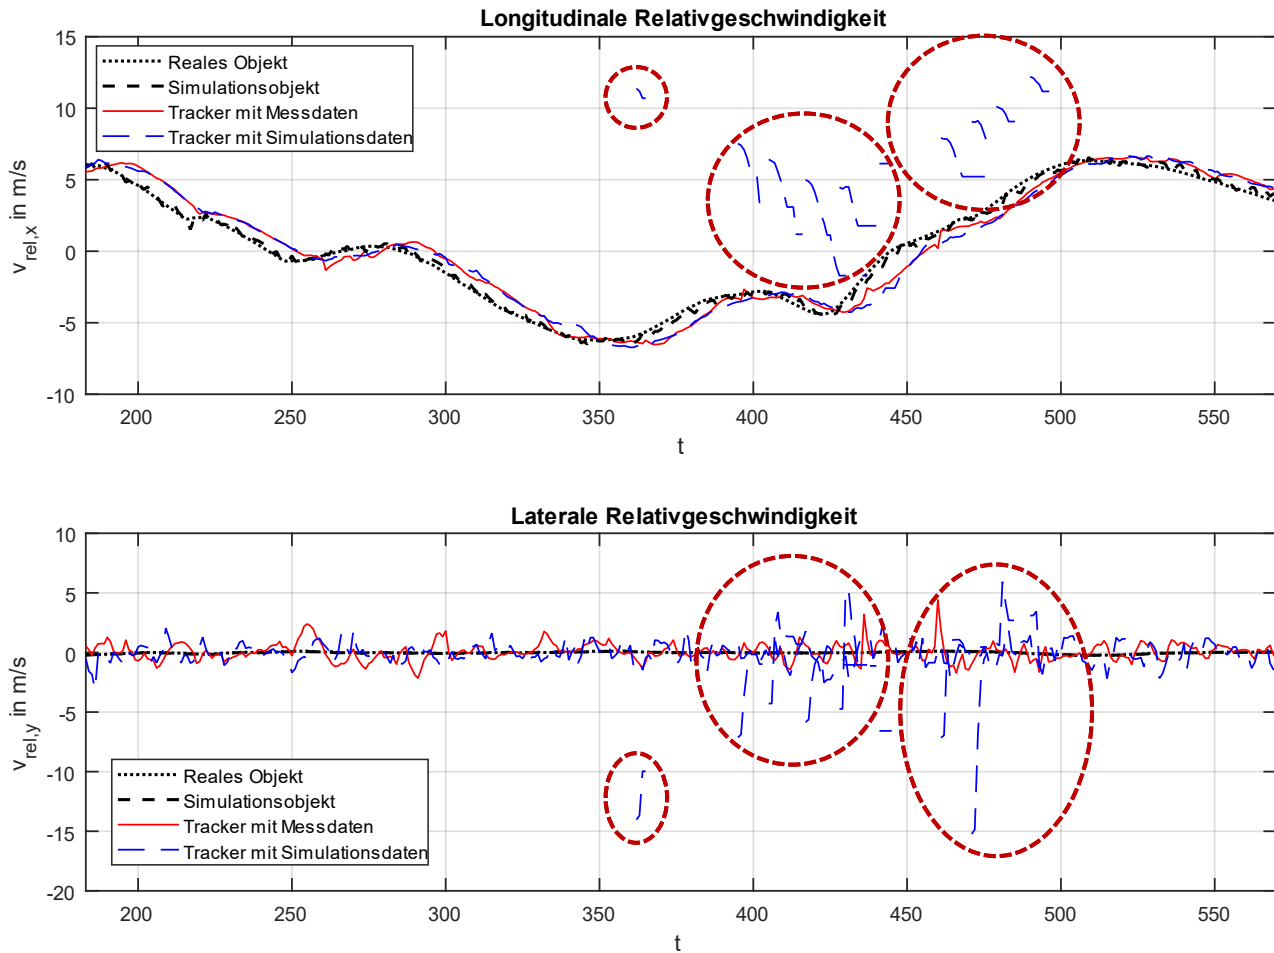 Longitudinale Relativgeschwindigkeit
15
10
5
0
-5
-10
v_rel,x in m/s
Reales Objekt
Simulationsobjekt
Tracker mit Messdaten
Tracker mit Simulationsdaten
200 250 300 350 400 450 500 550
t
Laterale Relativgeschwindigkeit
10
5
0
-5
-10
-15
-20
v_rel,y in m/s
Reales Objekt
Simulationsobjekt
Tracker mit Messdaten
Tracker mit Simulationsdaten
200 250 300 350 400 450 500 550
t